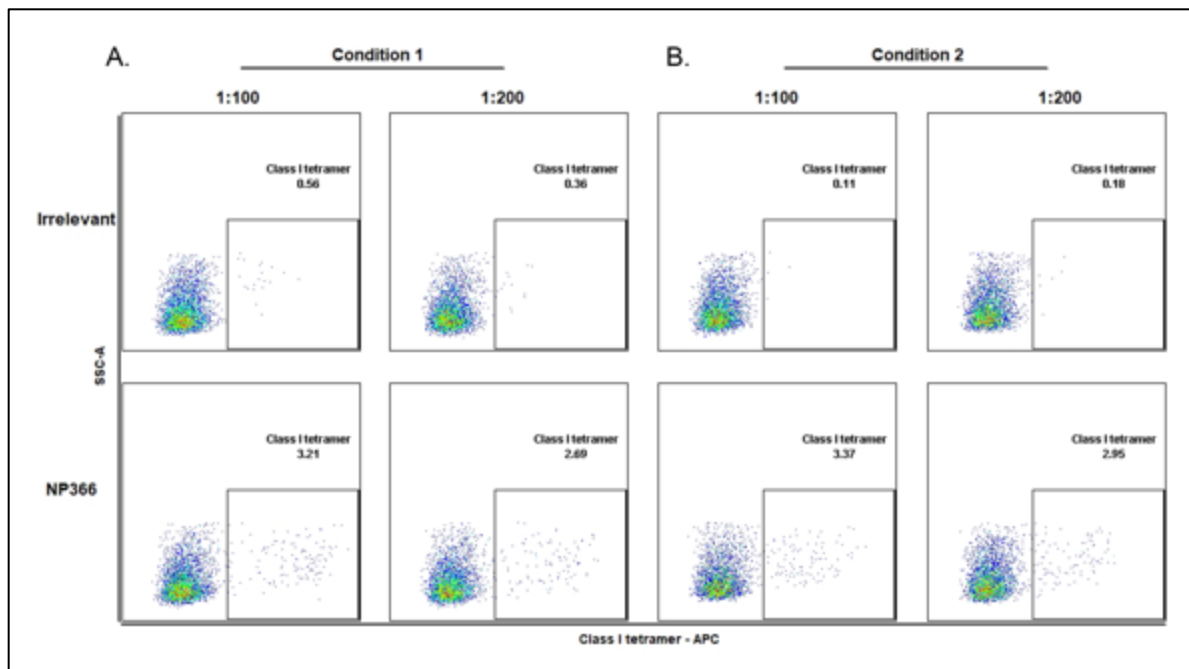 A.
Condition 1
B.
Condition 2
1:100
1:200
1:100
1:200
Irrelevant
Class I tetramer
0.56
Class I tetramer
0.36
Class I tetramer
0.11
Class I tetramer
0.18
ssc-A
NP366
Class I tetramer
3.21
Class I tetramer
2.69
Class I tetramer
3.37
Class I tetramer
2.95
Class I tetramer - APC